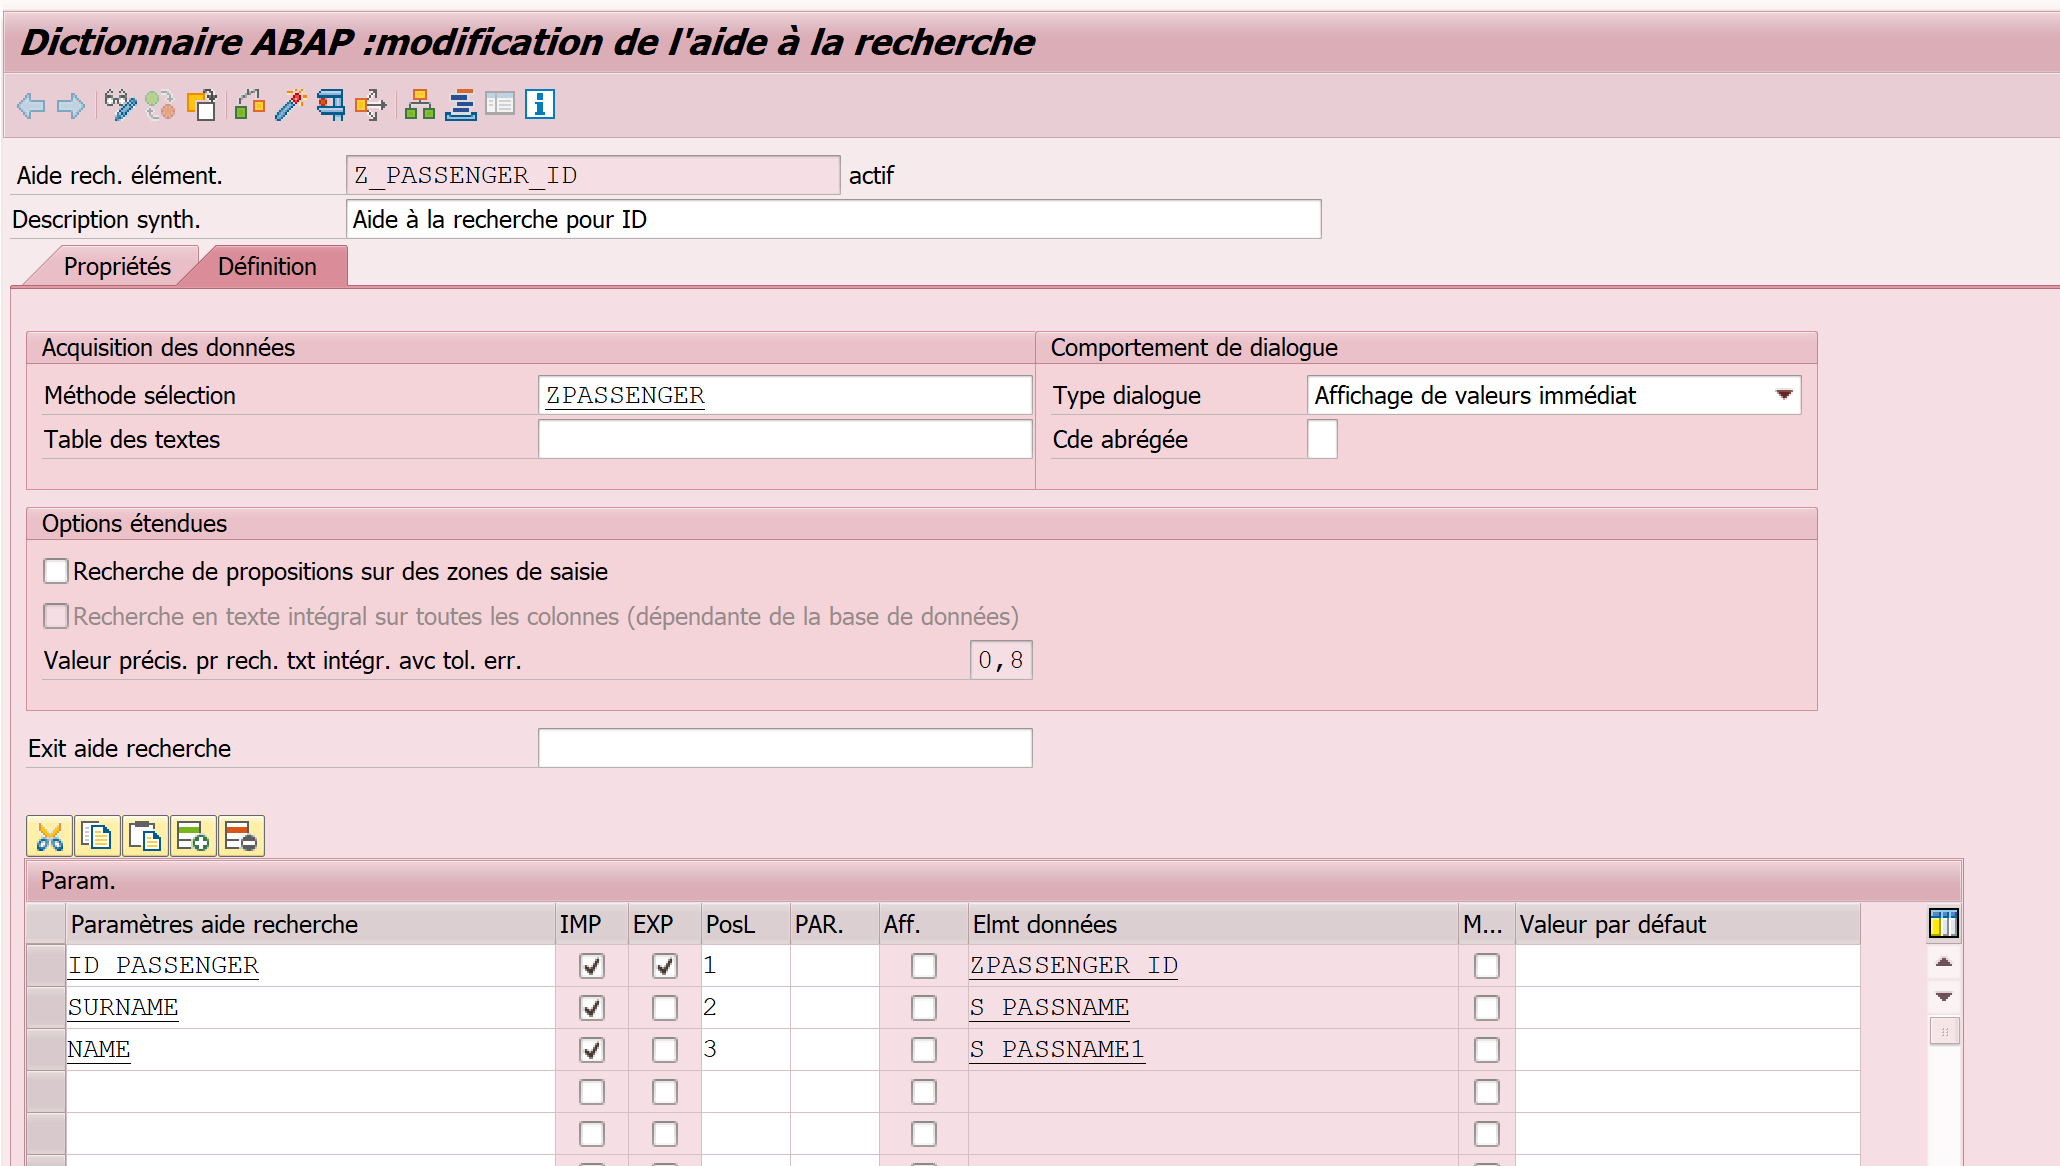 Dictionnaire ABAP :modification de l'aide à la recherche
Aide rech. élément. Z_PASSENGER_ID actif
Description synth. Aide à la recherche pour ID
Propriétés Définition
Acquisition des données Comportement de dialogue
Méthode sélection ZPASSENGER Type dialogue Affichage de valeurs immédiat
Table des textes Cde abrégée
Options étendues
Recherche de propositions sur des zones de saisie
Recherche en texte intégral sur toutes les colonnes (dépendante de la base de données)
Valeur précis. pr rech. txt intégr. avc tol. err. 0,8
Exit aide recherche
Param.
Paramètres aide recherche IMP EXP PosL PAR. Aff. Elmt données M... Valeur par défaut
ID_PASSENGER 1 ZPASSENGER_ID
SURNAME 2 S_PASSNAME
NAME 3 S_PASSNAME1